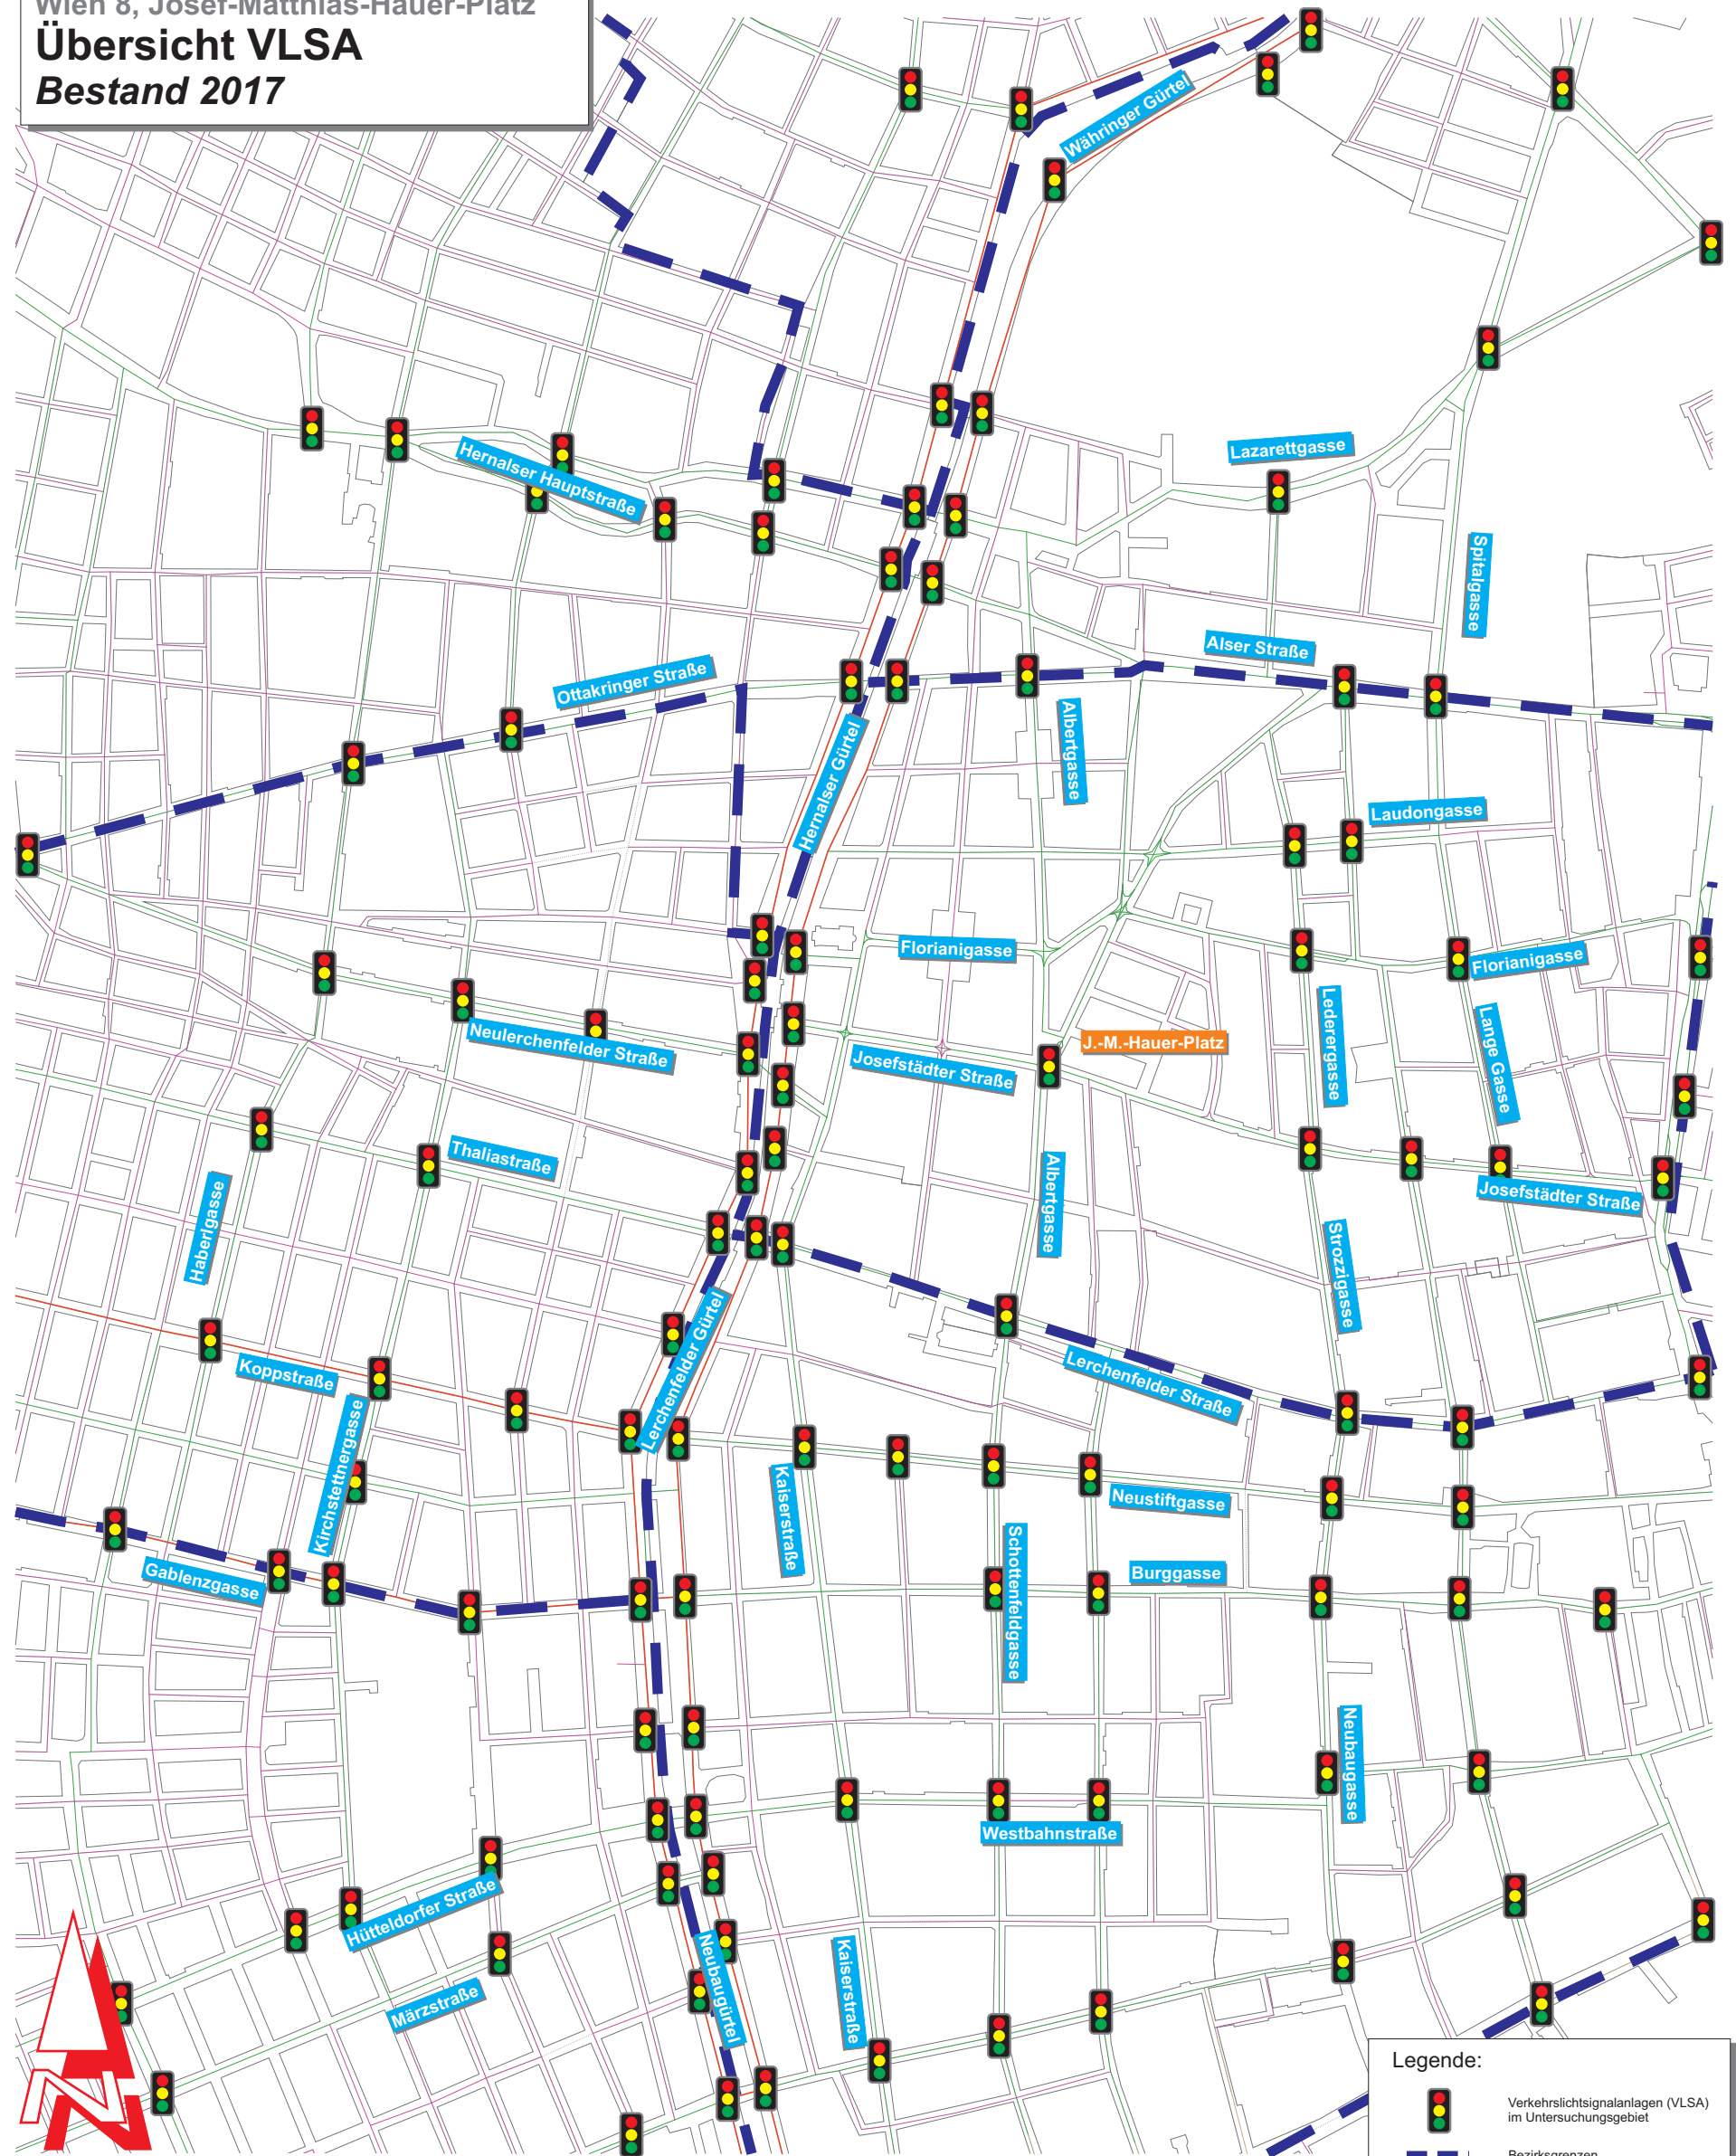 Wien 8, Josef-Matthias-Hauer-Platz
Übersicht VLSA
Bestand 2017
Währinger Gürtel
Lazarettgasse
Hernalser Hauptstraße
Spitalgasse
Alser Straße
Ottakringer Straße
Albertgasse
Hernalser Gürtel
Laudongasse
Florianigasse
Florianigasse
Ledergasse
Lange Gasse
J.-M.-Hauer-Platz
Neulerchenfelder Straße
Josefstädter Straße
Thaliastraße
Albertgasse
Josefstädter Straße
Haberlgasse
Strozzigasse
Lerchenfelder Gürtel
Koppstraße
Lerchenfelder Straße
Kirchstettnergasse
Kaiserstraße
Neustiftgasse
Schottenfeldgasse
Burggasse
Gablenzgasse
Neubaugasse
Westbahnstraße
Hütteldorfer Straße
Neubaugürtel
Kaiserstraße
Märzstraße
N
Legende:
Verkehrslichtsignalanlagen (VLSA)
im Untersuchungsgebiet
Bezirksgrenzen